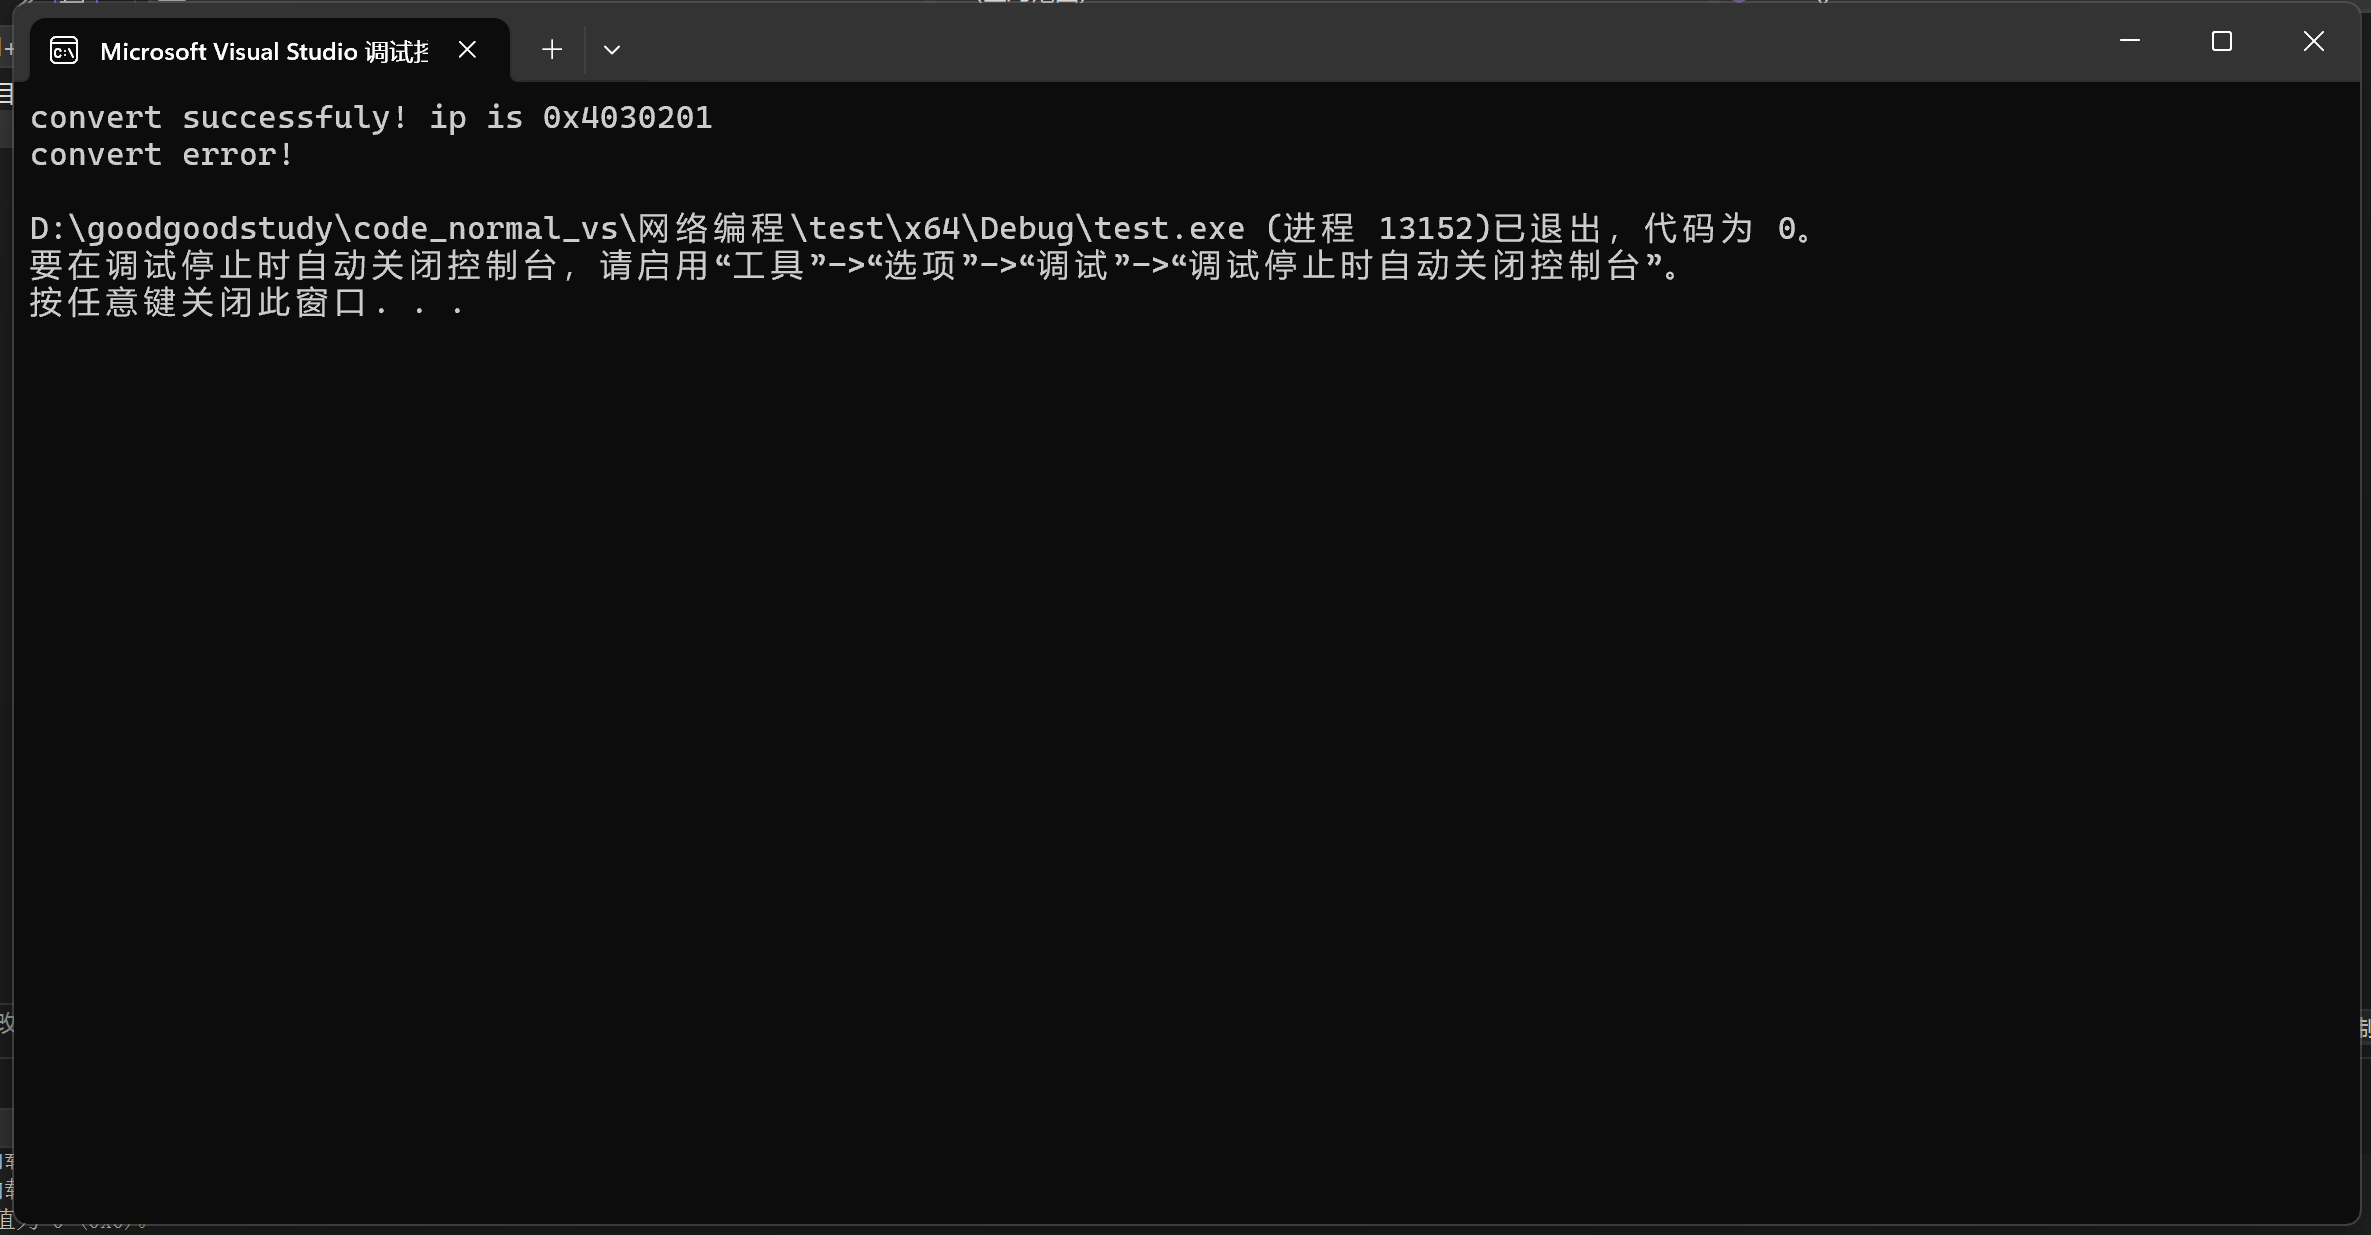 Microsoft Visual Studio 调试
convert successfuly! ip is 0x4030201
convert error!
D:\goodgoodstudy\code_normal_vs\网络编程\test\x64\Debug\test.exe (进程 13152)已退出，代码为 0。
要在调试停止时自动关闭控制台，请启用“工具”->“选项”->“调试”->“调试停止时自动关闭控制台”。
按任意键关闭此窗口. . .